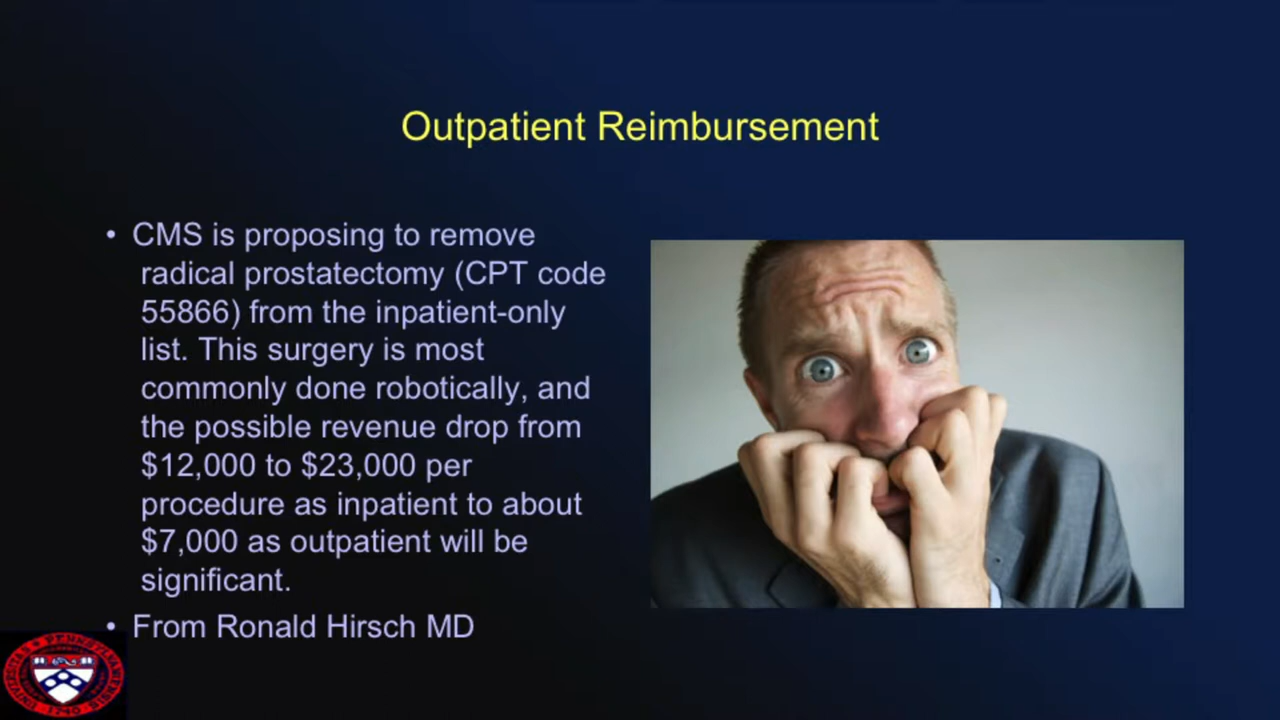 Outpatient Reimbursement
• CMS is proposing to remove
radical prostatectomy (CPT code
55866) from the inpatient-only
list. This surgery is most
commonly done robotically, and
the possible revenue drop from
$12,000 to $23,000 per
procedure as inpatient to about
$7,000 as outpatient will be
significant.
• From Ronald Hirsch MD